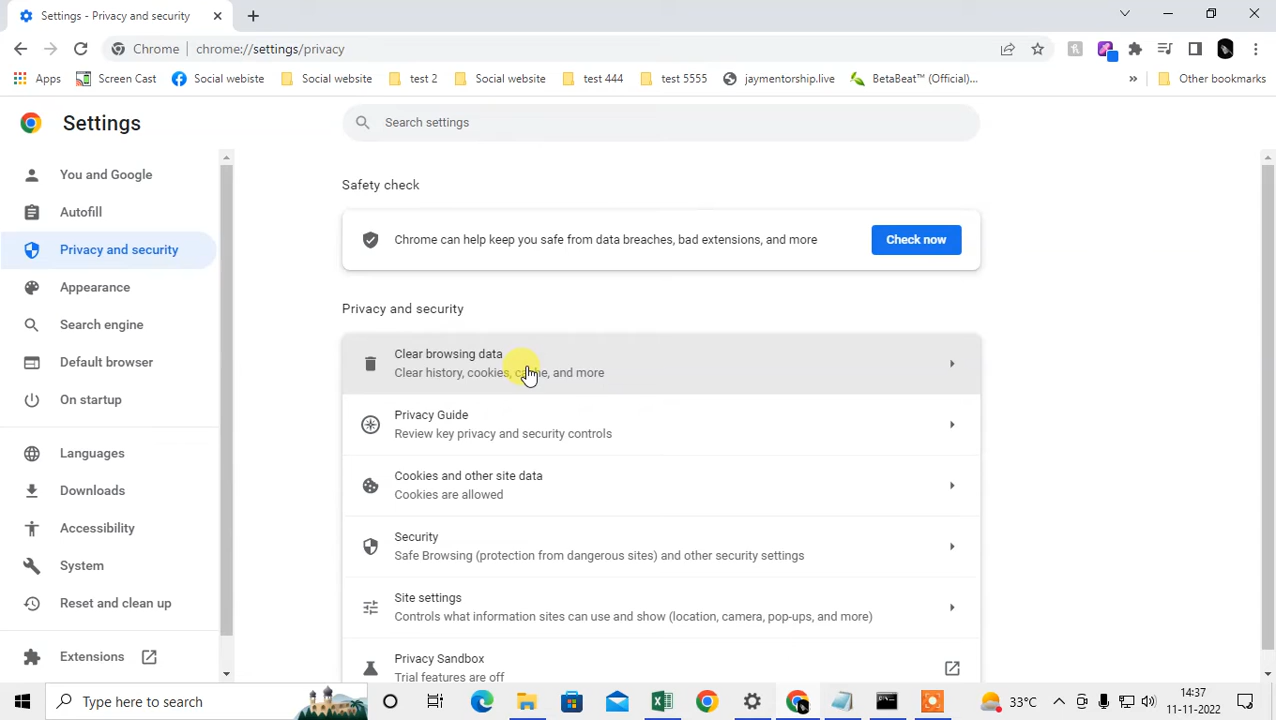 Settings - Privacy and security
Chrome
chrome://settings/privacy
Apps
Screen Cast
Social webiste
Social website
test 2
Social website
test 444
test 5555
jaymentorship.live
BetaBeat™ (Official)...
»
Other bookmarks
Settings
Search settings
You and Google
Autofill
Privacy and security
Appearance
Search engine
Default browser
On startup
Languages
Downloads
Accessibility
System
Reset and clean up
Extensions
Safety check
Chrome can help keep you safe from data breaches, bad extensions, and more
Check now
Privacy and security
Clear browsing data
Clear history, cookies, cache, and more
Privacy Guide
Review key privacy and security controls
Cookies and other site data
Cookies are allowed
Security
Safe Browsing (protection from dangerous sites) and other security settings
Site settings
Controls what information sites can use and show (location, camera, pop-ups, and more)
Privacy Sandbox
Trial features are off
Type here to search
33°C
14:37
11-11-2022